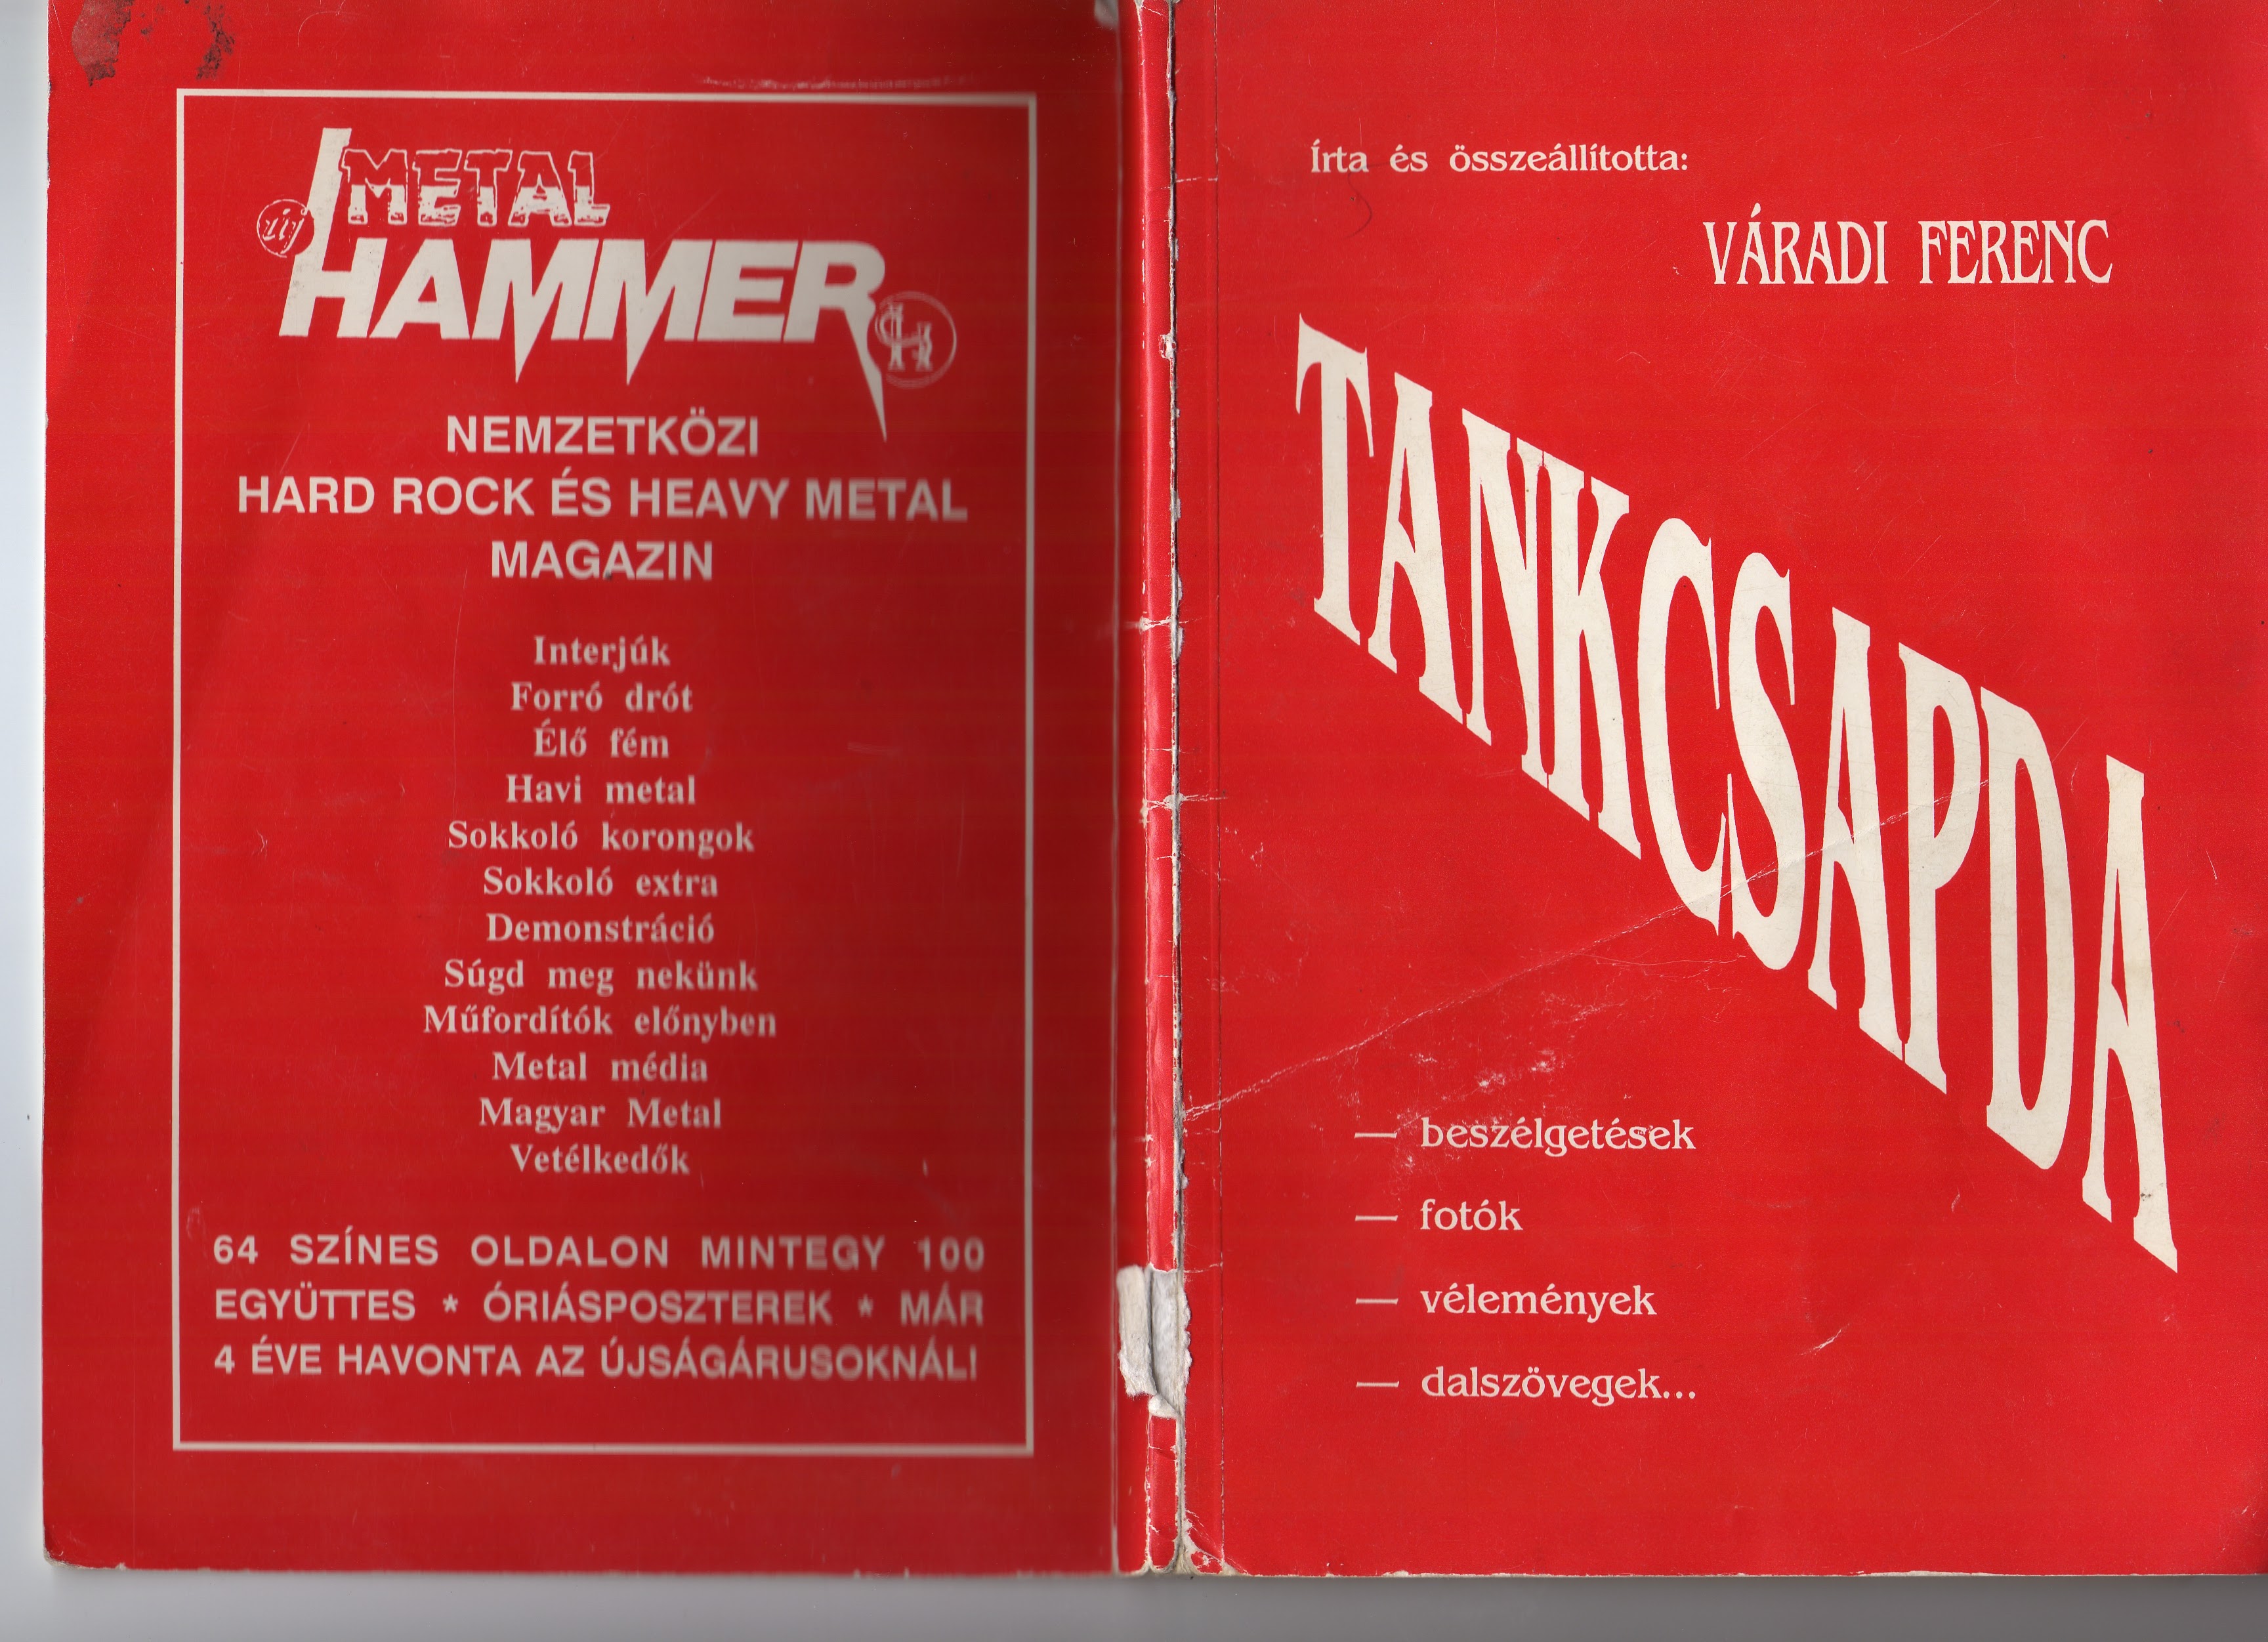 új
METAL
HAMMER
NEMZETKÖZI
HARD ROCK ÉS HEAVY METAL
MAGAZIN
Interjúk
Forró drót
Élő fém
Havi metal
Sokkoló korongok
Sokkoló extra
Demonstráció
Súgd meg nekünk
Műfordítók előnyben
Metal média
Magyar Metal
Vetélkedők
64 SZÍNES OLDALON MINTEGY 100
EGYÜTTES * ÓRIÁSPOSZTEREK * MÁR
4 ÉVE HAVONTA AZ ÚJSÁGÁRUSOKNÁL!
Írta és összeállította:
VÁRADI FERENC
TANKCSAPDA
— beszélgetések
— fotók
— vélemények
— dalszövegek...